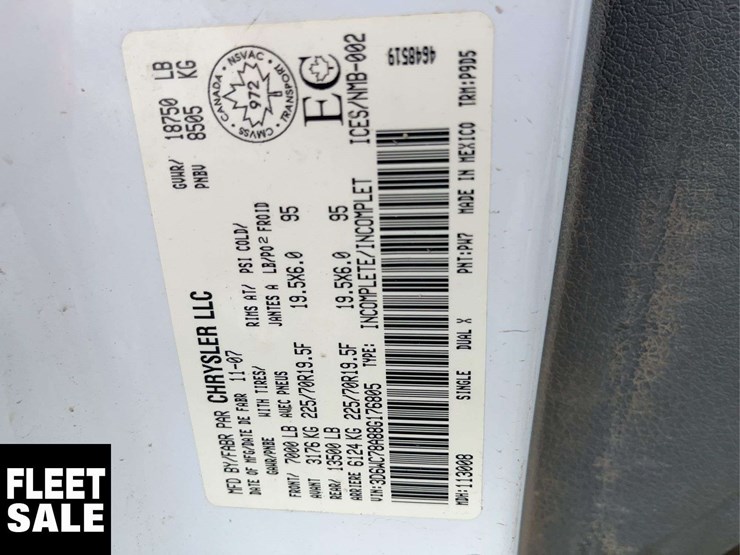 MFD BY/FABR PAR CHRYSLER LLC
DATE OF MFG/DATE DE FABR 11-07
GVWR/ PNBV
18750 LB
8505 KG
GAWR/PNBE WITH TIRES/ AVEC PNEUS
RIMS AT/ JANTES A
PSI COLD/ LB/PO2 FROID
FRONT/ 7000 LB 225/70R19.5F 19.5X6.0 95
AVANT 3176 KG
REAR/ 13500 LB 225/70R19.5F 19.5X6.0 95
ARRIERE 6124 KG
VIN:3D6WC78A88G176805 TYPE: INCOMPLETE/INCOMPLET
ICES/NMB-002
EC
CANADA • NSVAC • TRANSPORT • CMVSS
972
4648519
MDH:113008 SINGLE DUAL X PNT:PW7 MADE IN MEXICO TRM:P9D5
FLEET
SALE